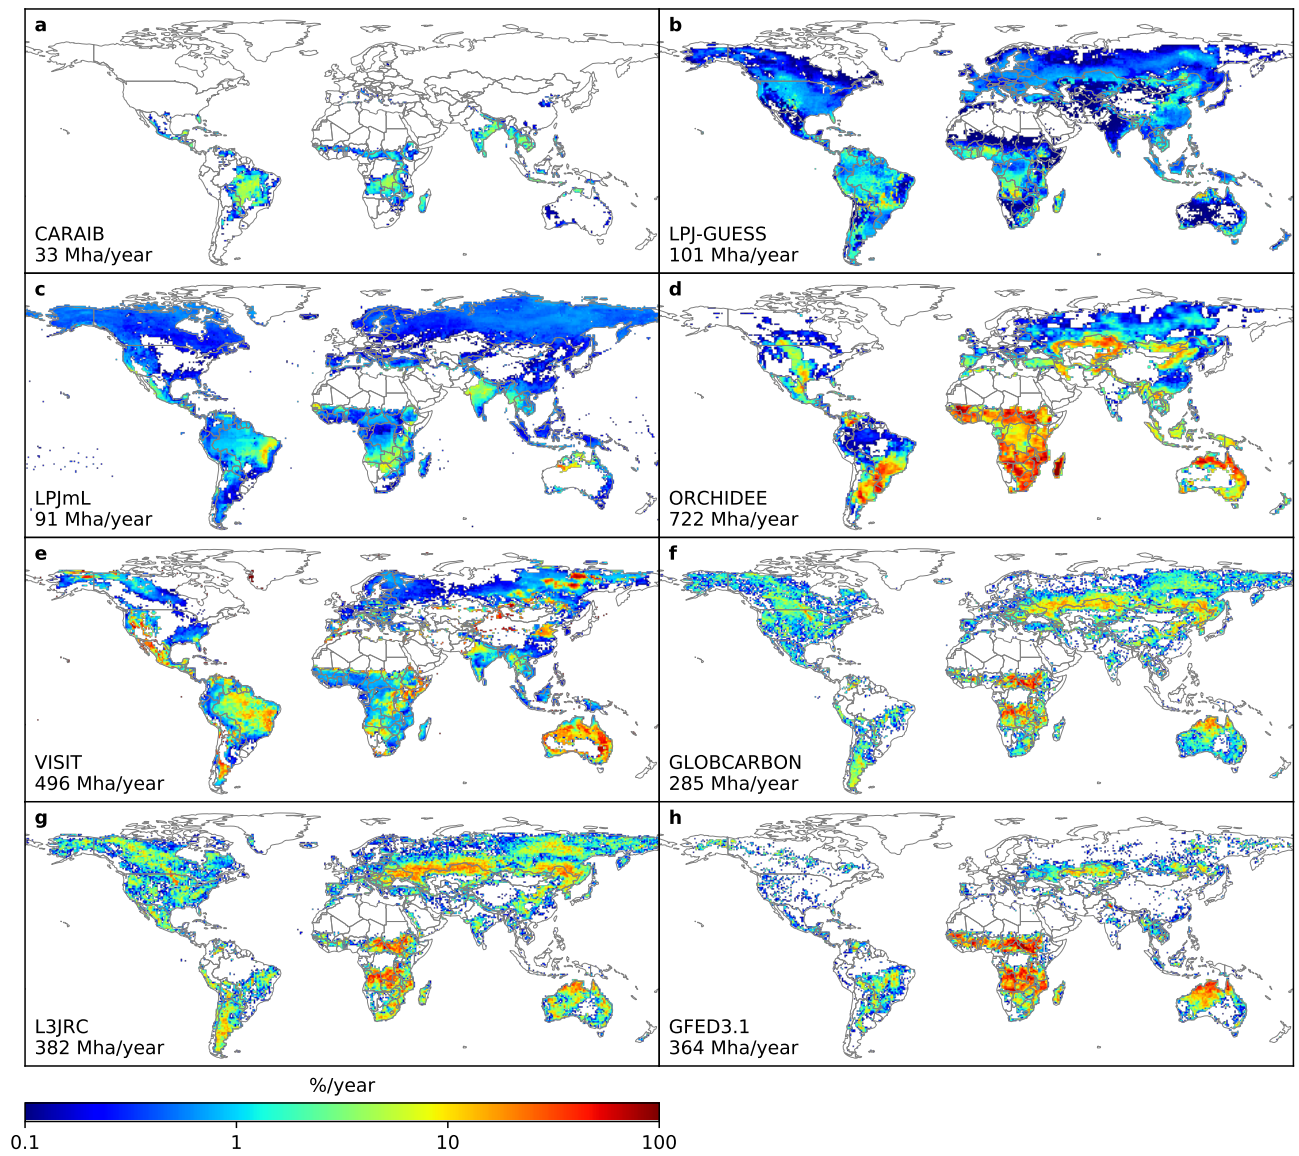 a
CARAIB
33 Mha/year
b
LPJ-GUESS
101 Mha/year
c
LPJmL
91 Mha/year
d
ORCHIDEE
722 Mha/year
e
VISIT
496 Mha/year
f
GLOBCARBON
285 Mha/year
g
L3JRC
382 Mha/year
h
GFED3.1
364 Mha/year
%/year
0.1 1 10 100